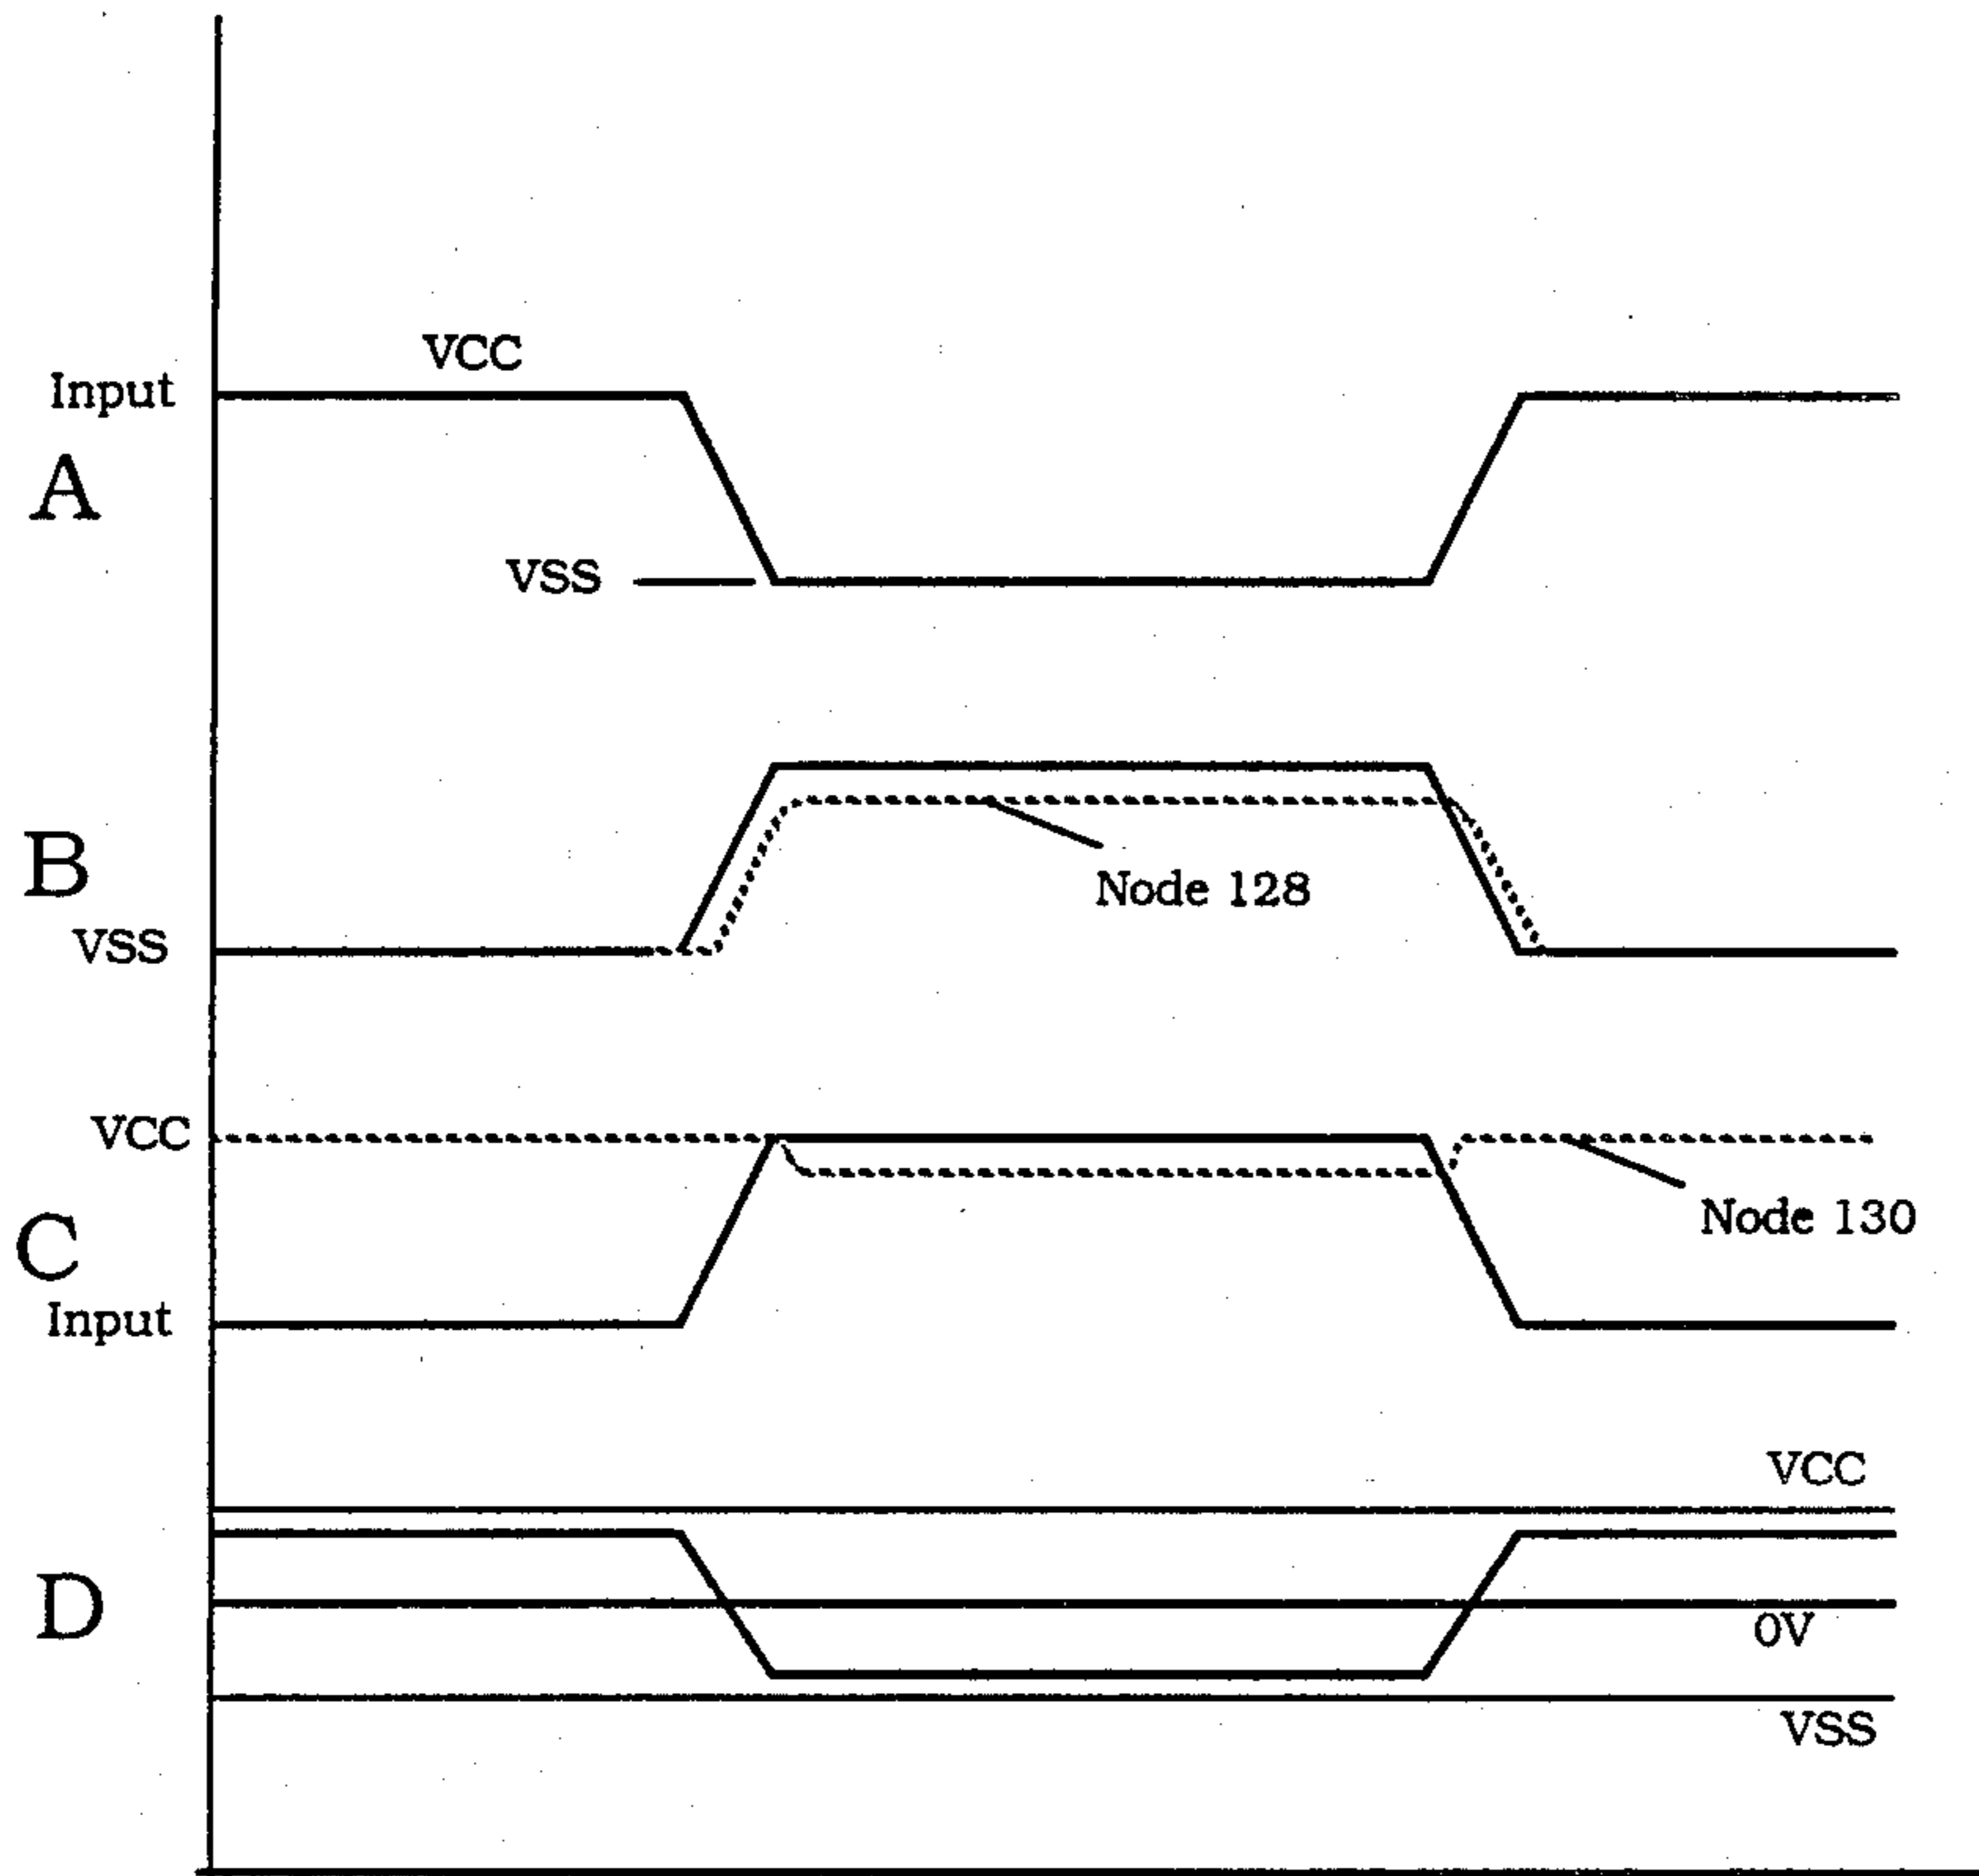 VCC
Input
A
VSS
Node 128
B
VSS
VCC
Node 130
C
Input
VCC
D
0V
VSS